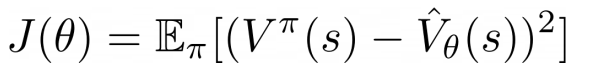 J(θ) = 𝔼_π[(V^π(s) − V̂_θ(s))²]